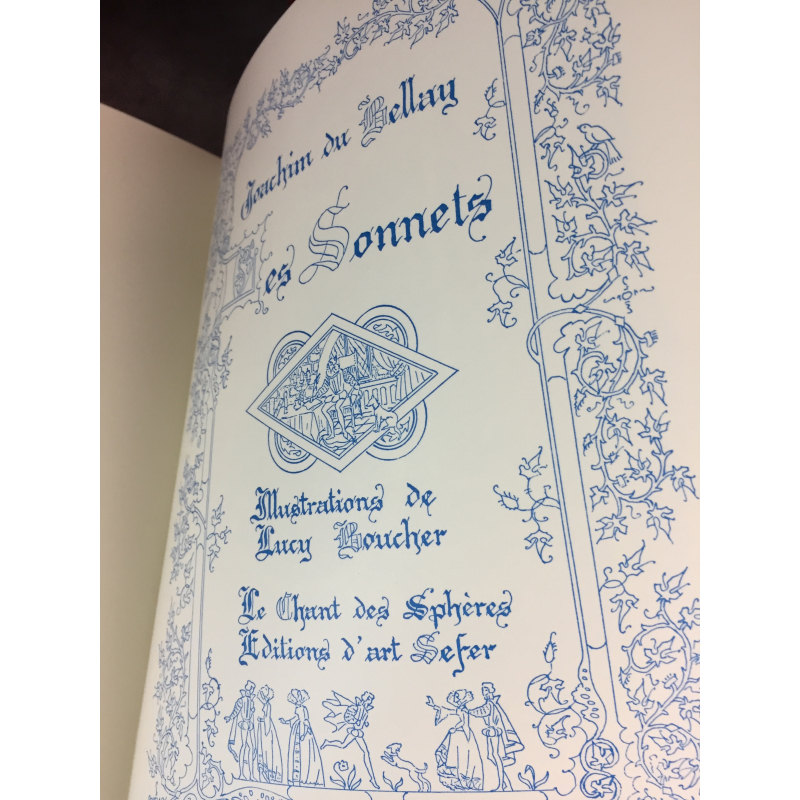 Joachim du Bellay
Les Sonnets
Illustrations de
Lucy Boucher
Le Chant des Sphères
Editions d'art Sefer